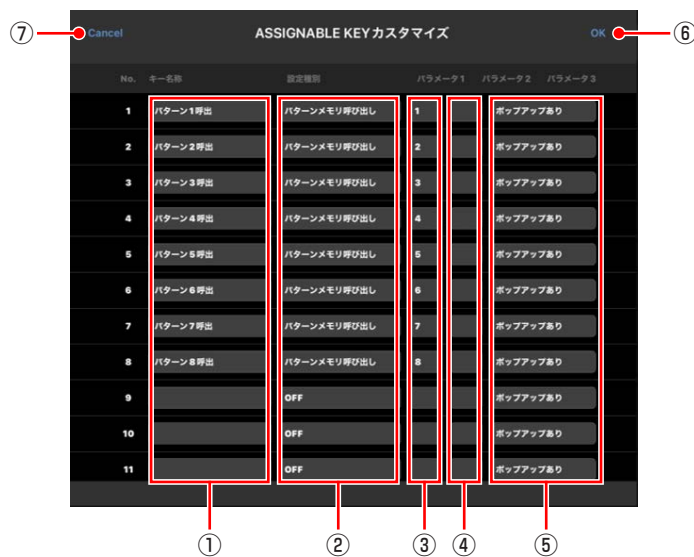 ⑦ Cancel ASSIGNABLE KEYカスタマイズ OK ⑥
No. キー名称 設定種別 パラメータ1 パラメータ2 パラメータ3
1 パターン1呼出 パターンメモリ呼び出し 1 ポップアップあり
2 パターン2呼出 パターンメモリ呼び出し 2 ポップアップあり
3 パターン3呼出 パターンメモリ呼び出し 3 ポップアップあり
4 パターン4呼出 パターンメモリ呼び出し 4 ポップアップあり
5 パターン5呼出 パターンメモリ呼び出し 5 ポップアップあり
6 パターン6呼出 パターンメモリ呼び出し 6 ポップアップあり
7 パターン7呼出 パターンメモリ呼び出し 7 ポップアップあり
8 パターン8呼出 パターンメモリ呼び出し 8 ポップアップあり
9 OFF ポップアップあり
10 OFF ポップアップあり
11 OFF ポップアップあり
① ② ③ ④ ⑤